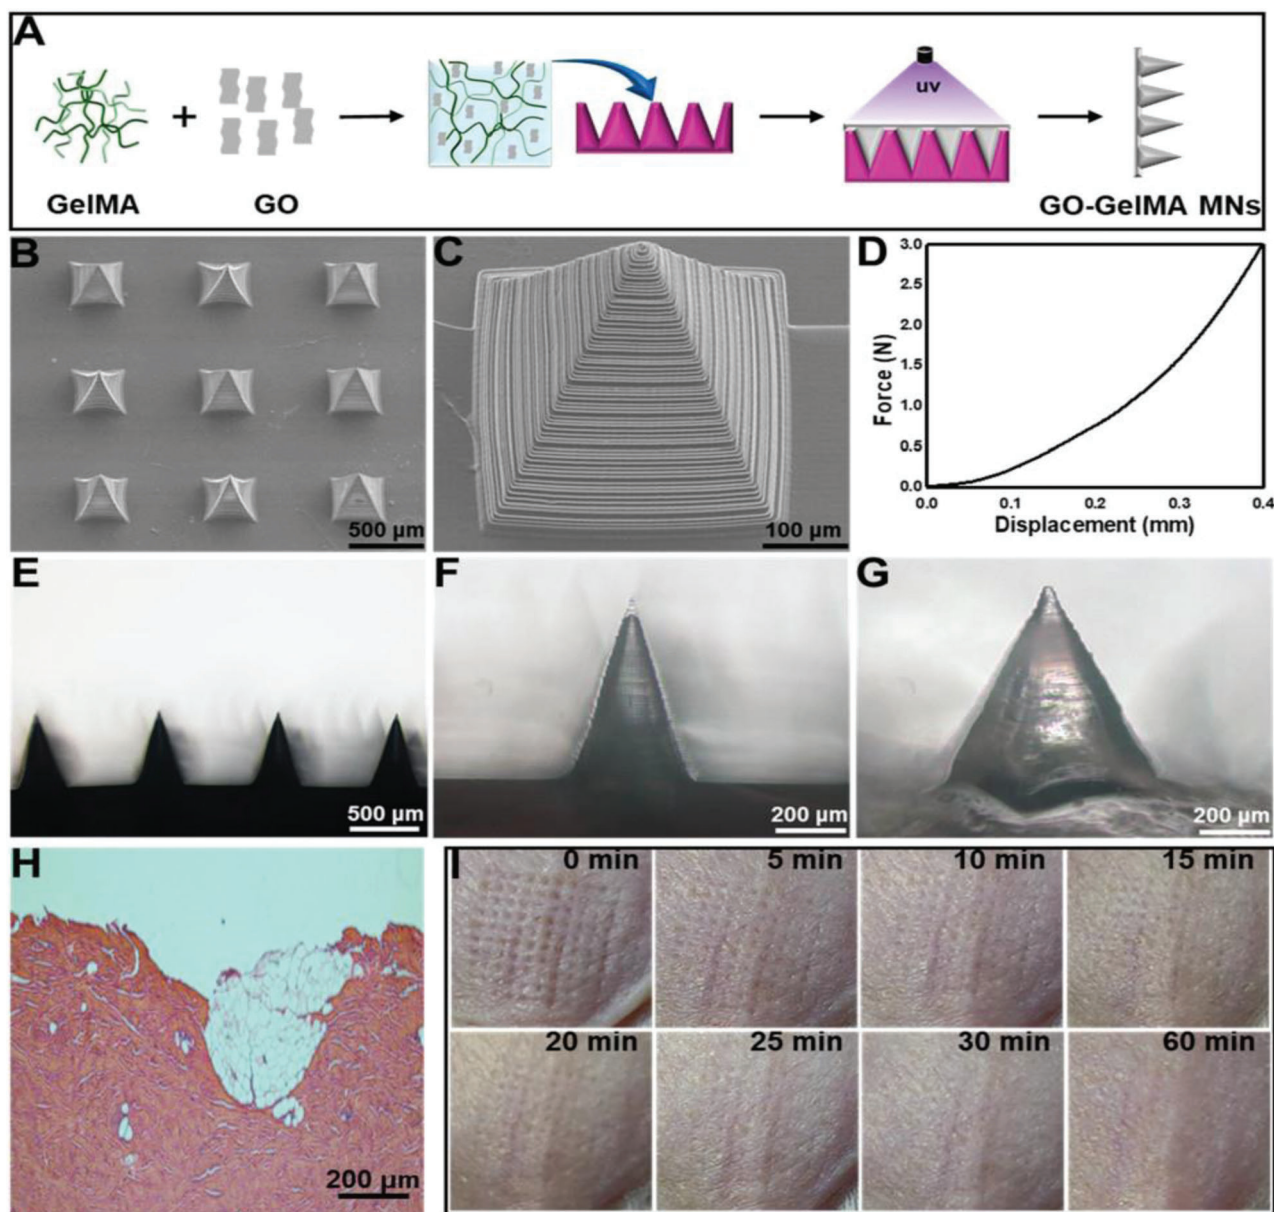 A
+
uv
GelMA
GO
GO-GelMA MNs
B
500 µm
C
100 µm
D
3.0
2.5
2.0
1.5
1.0
0.5
0.0
Force (N)
0.0 0.1 0.2 0.3 0.4
Displacement (mm)
E
500 µm
F
200 µm
G
200 µm
H
200 µm
I
0 min
5 min
10 min
15 min
20 min
25 min
30 min
60 min